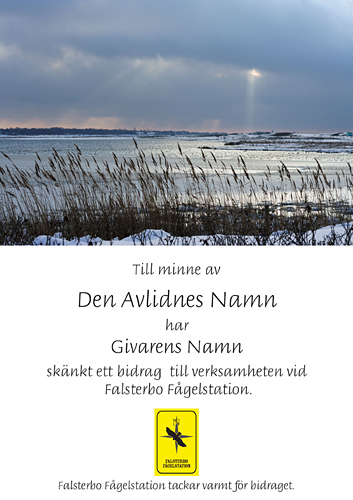 Till minne av
Den Avlidnes Namn
har
Givarens Namn
skänkt ett bidrag till verksamheten vid
Falsterbo Fågelstation.
FALSTERBO
FÅGELSTATION
Falsterbo Fågelstation tackar varmt för bidraget.